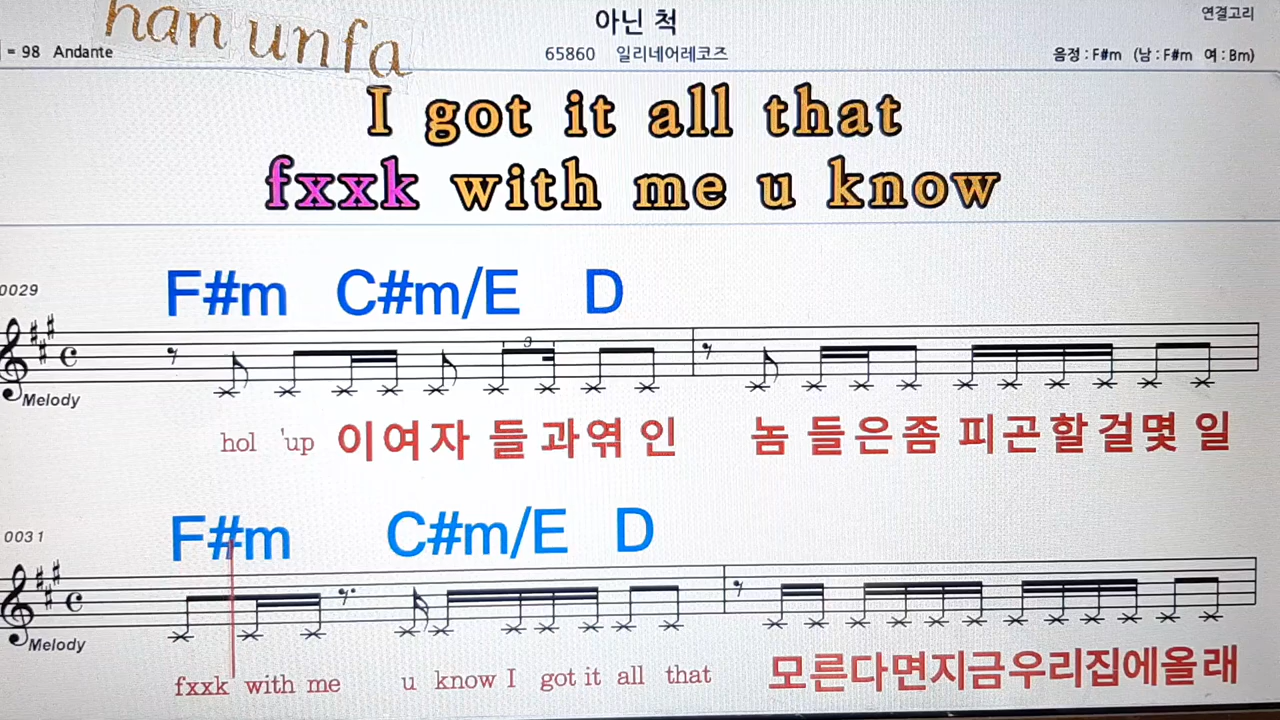 han unfa
= 98 Andante
아닌 척
65860 일리네어레코즈
연결고리
음정 : F#m (남 : F#m 여 : Bm)
I got it all that
fxxk with me u know
0029
F#m C#m/E D
3
Melody
hol 'up 이여자 들과엮인 놈들은좀 피곤할걸몇일
0031
F#m C#m/E D
Melody
fxxk with me u know I got it all that 모른다면지금우리집에올래